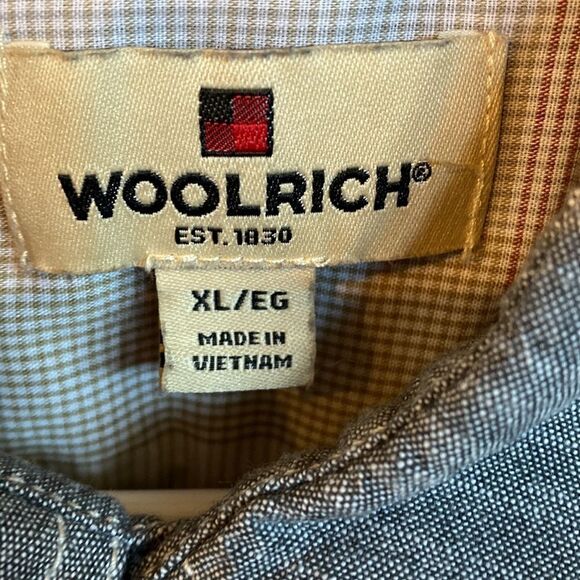 WOOLRICH®
EST. 1830
XL/EG
MADE IN
VIETNAM